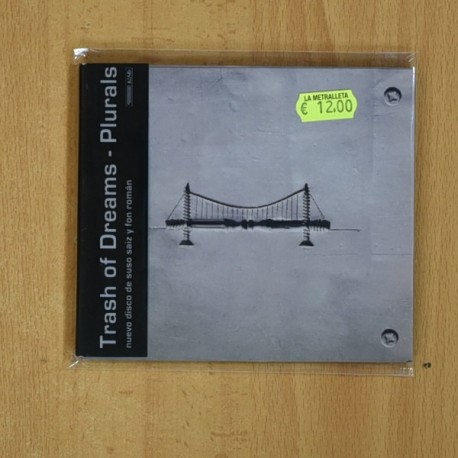 Trash of Dreams - Plurals
nuevo disco de suso saiz y fon román
LA METRALLETA
€ 12,00